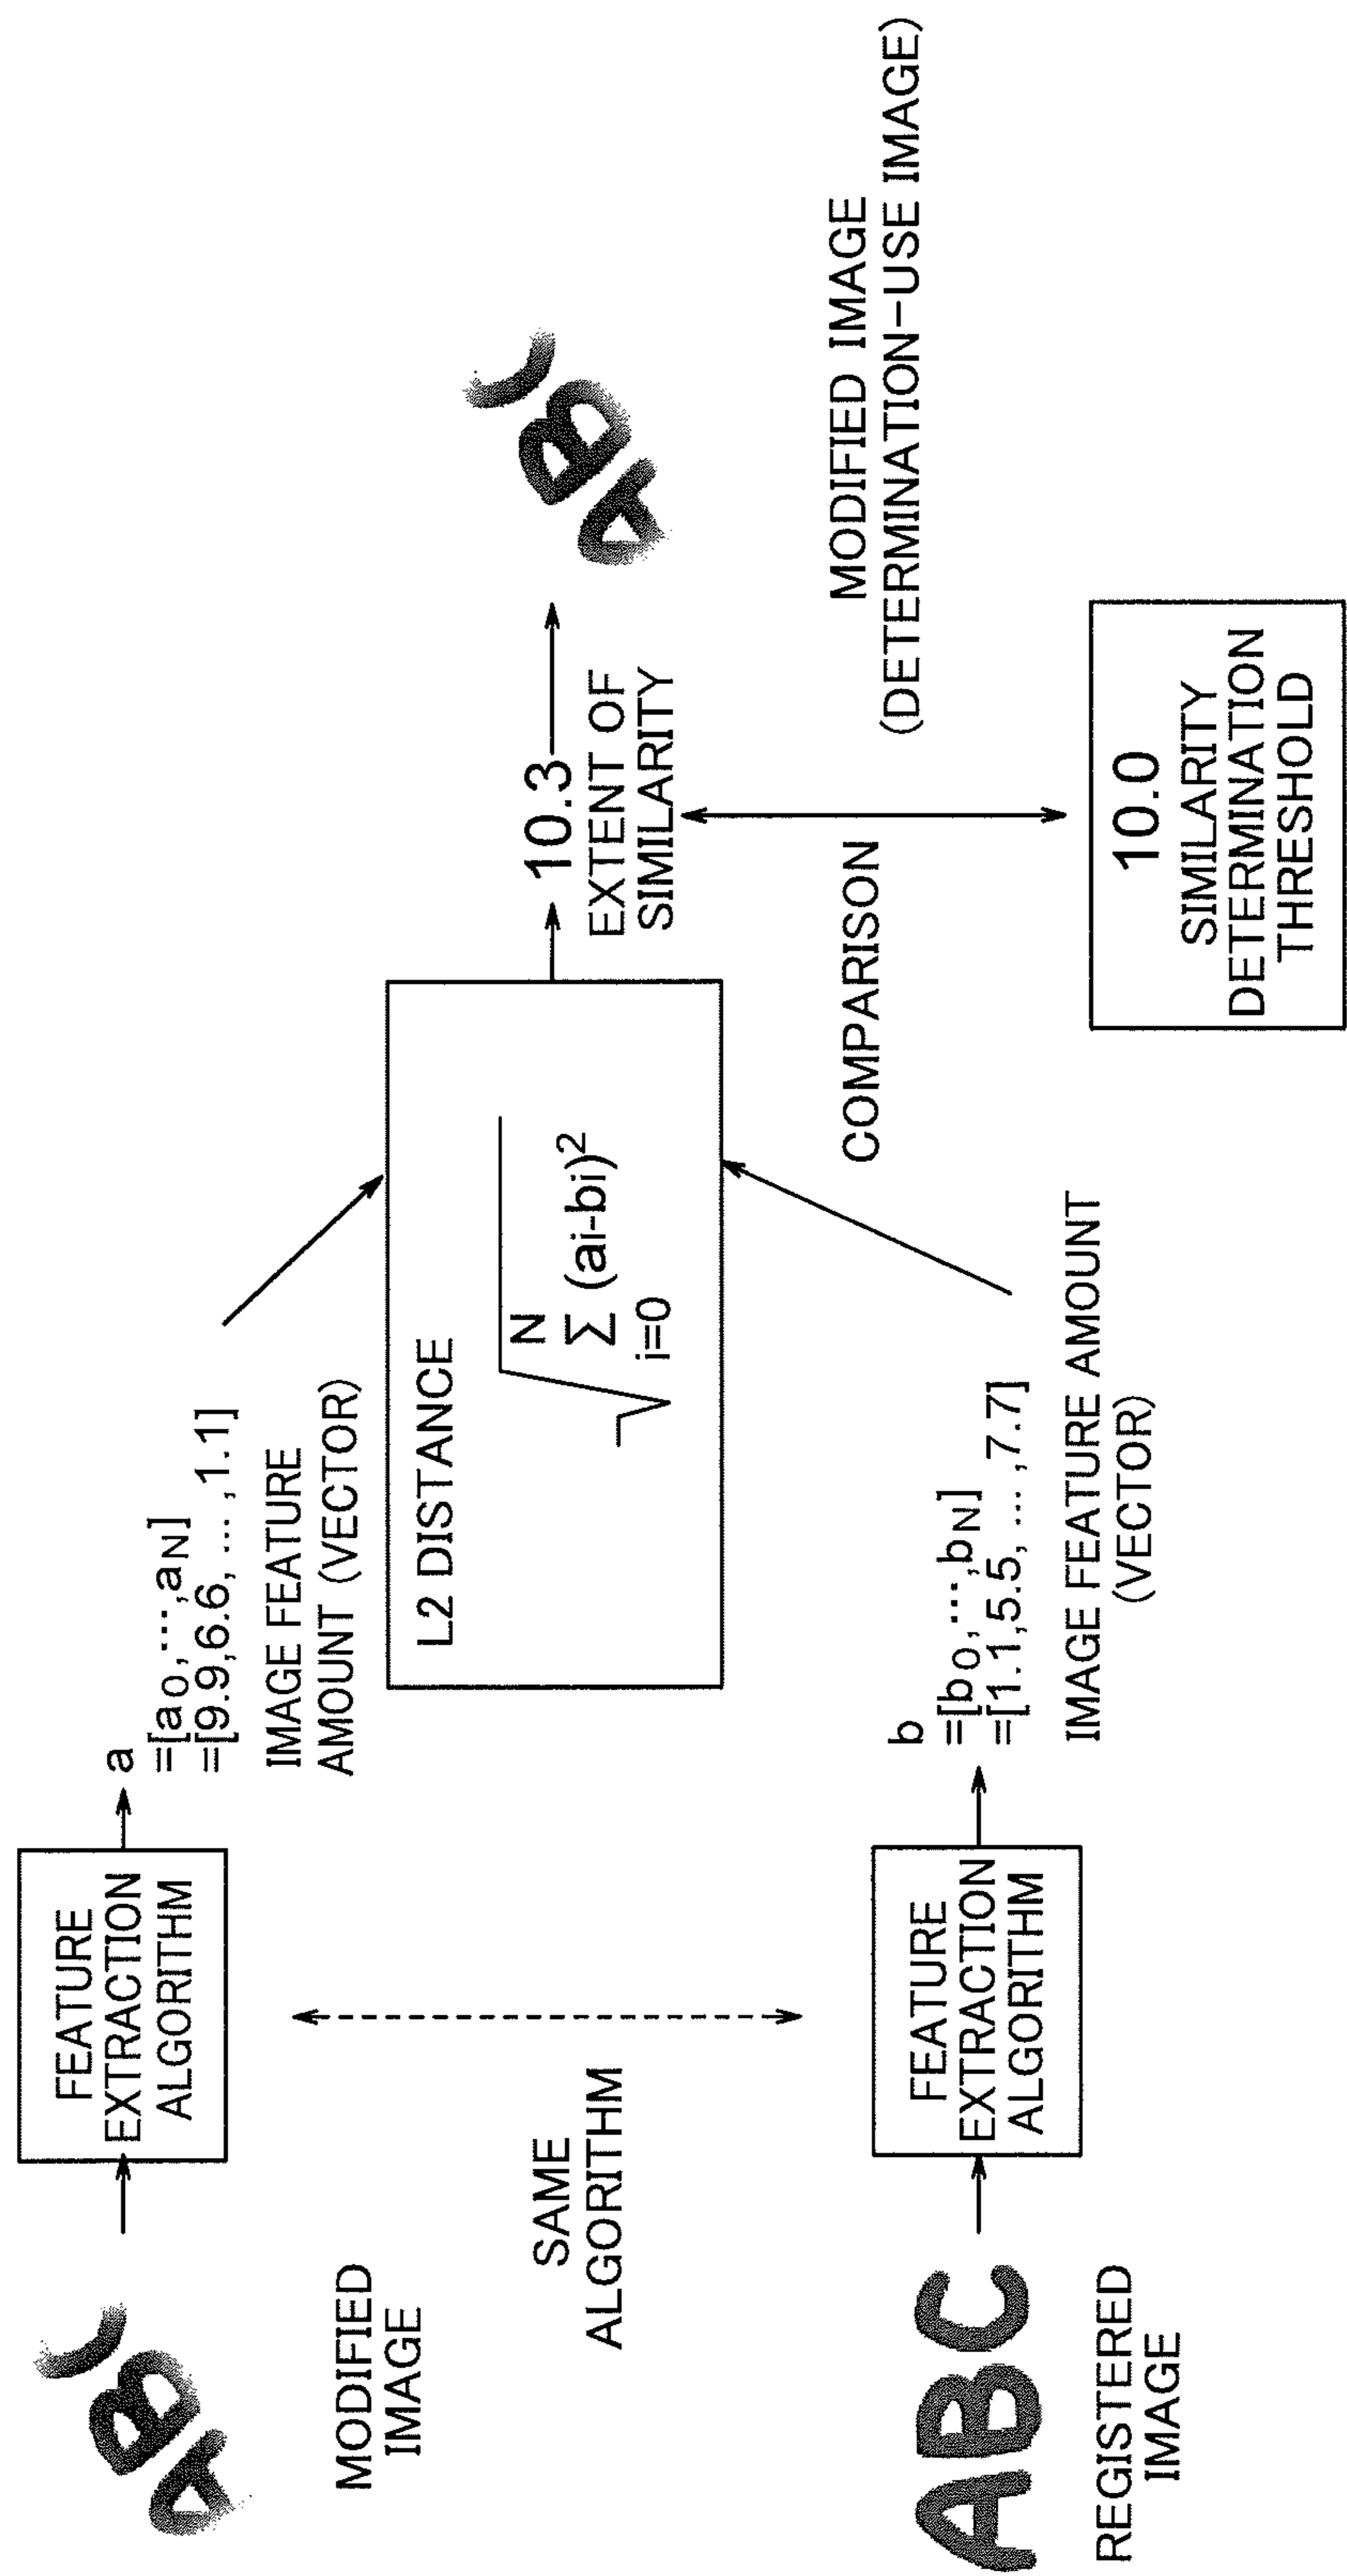 FEATURE
EXTRACTION
ALGORITHM
a
=[a0,…,aN]
=[9.9,6.6, … ,1.1]
IMAGE FEATURE
AMOUNT (VECTOR)
MODIFIED
IMAGE
SAME
ALGORITHM
L2 DISTANCE
√ N Σ i=0 (ai-bi)2
10.3
EXTENT OF
SIMILARITY
AB
MODIFIED IMAGE
(DETERMINATION-USE IMAGE)
COMPARISON
10.0
SIMILARITY
DETERMINATION
THRESHOLD
AB
ABC
REGISTERED
IMAGE
FEATURE
EXTRACTION
ALGORITHM
b
=[b0,…,bN]
=[1.1,5.5, … ,7.7]
IMAGE FEATURE AMOUNT
(VECTOR)